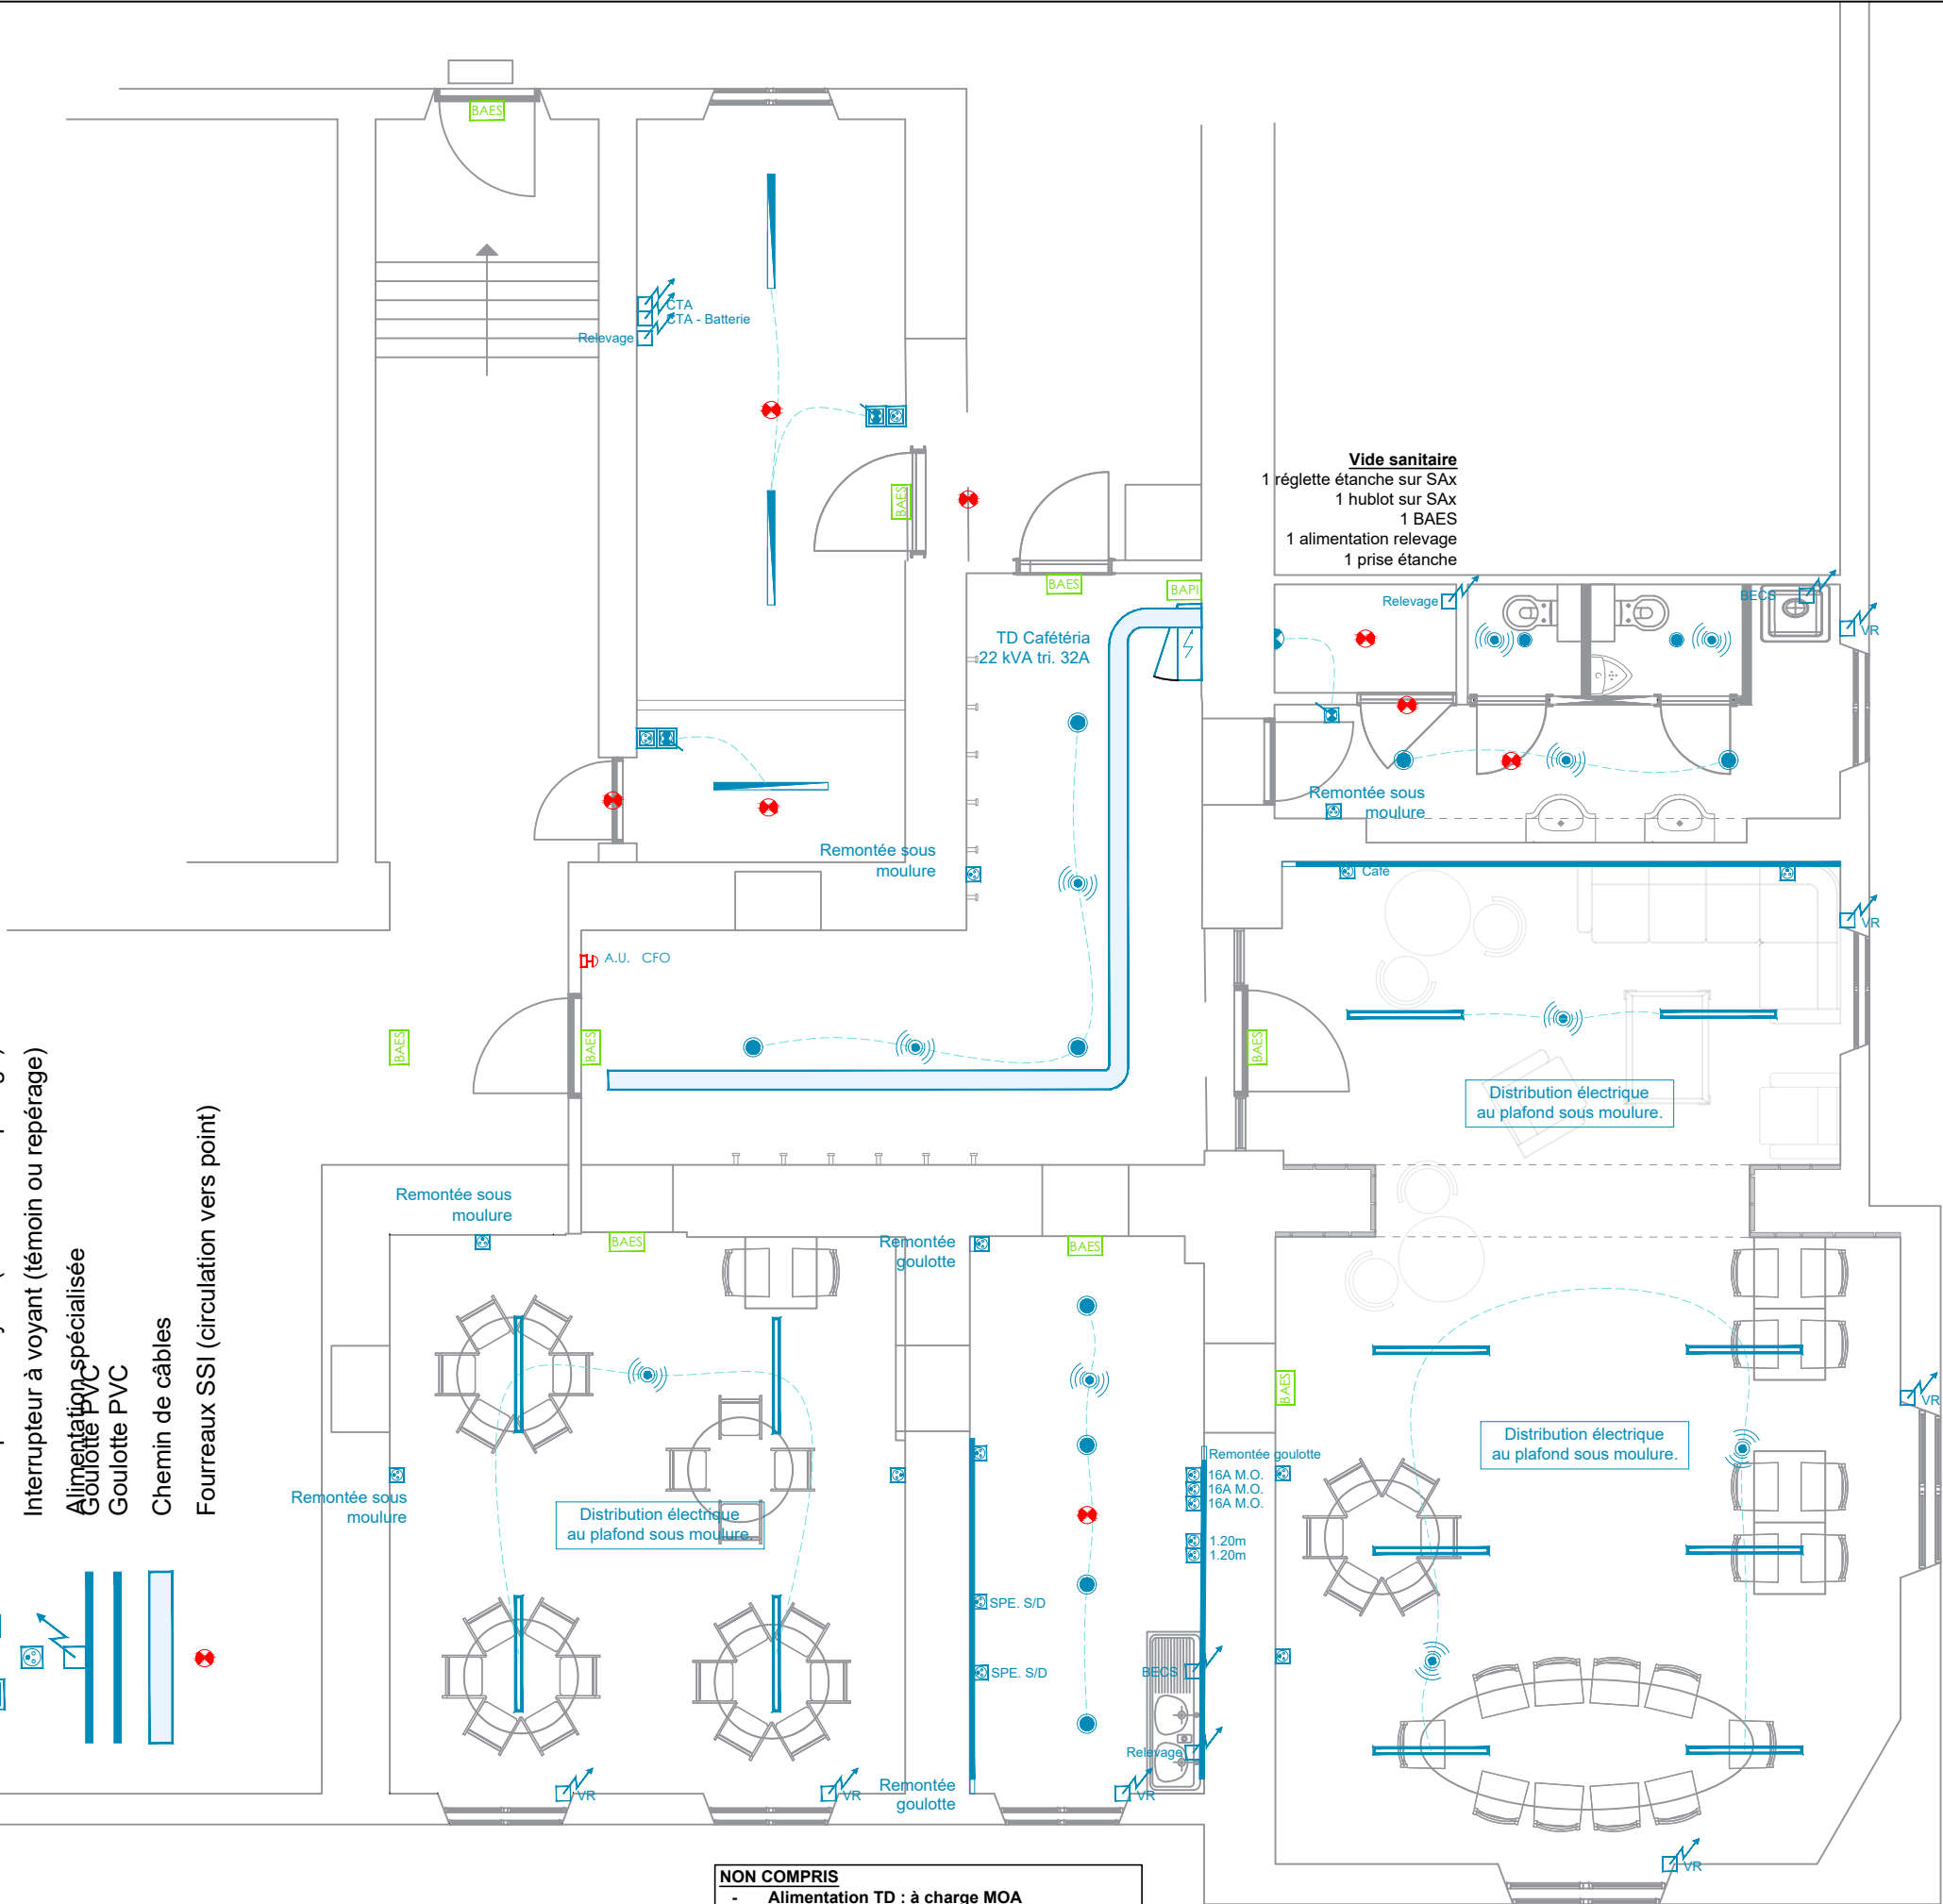 BAES
CTA
CTA - Batterie
Relevage
BAES
Vide sanitaire
1 réglette étanche sur SAx
1 hublot sur SAx
1 BAES
1 alimentation relevage
1 prise étanche
BAES
BAPI
Relevage
BECS
VR
TD Cafétéria
22 kVA tri. 32A
Remontée sous
moulure
Remontée sous
moulure
Café
VR
A.U. CFO
BAES
BAES
BAES
Distribution électrique
au plafond sous moulure.
Interrupteur à voyant (témoin ou repérage)
Alimentation spécialisée
Goulotte PVC
Goulotte PVC
Chemin de câbles
Fourreaux SSI (circulation vers point)
Remontée sous
moulure
BAES
Remontée
goulotte
BAES
BAES
VR
Distribution électrique
au plafond sous moulure.
Remontée goulotte
16A M.O.
16A M.O.
16A M.O.
1.20m
1.20m
Remontée sous
moulure
Distribution électrique
au plafond sous moulure.
SPE. S/D
SPE. S/D
BECS
Relevage
VR
VR
Remontée
goulotte
VR
VR
NON COMPRIS
- Alimentation TD : à charge MOA